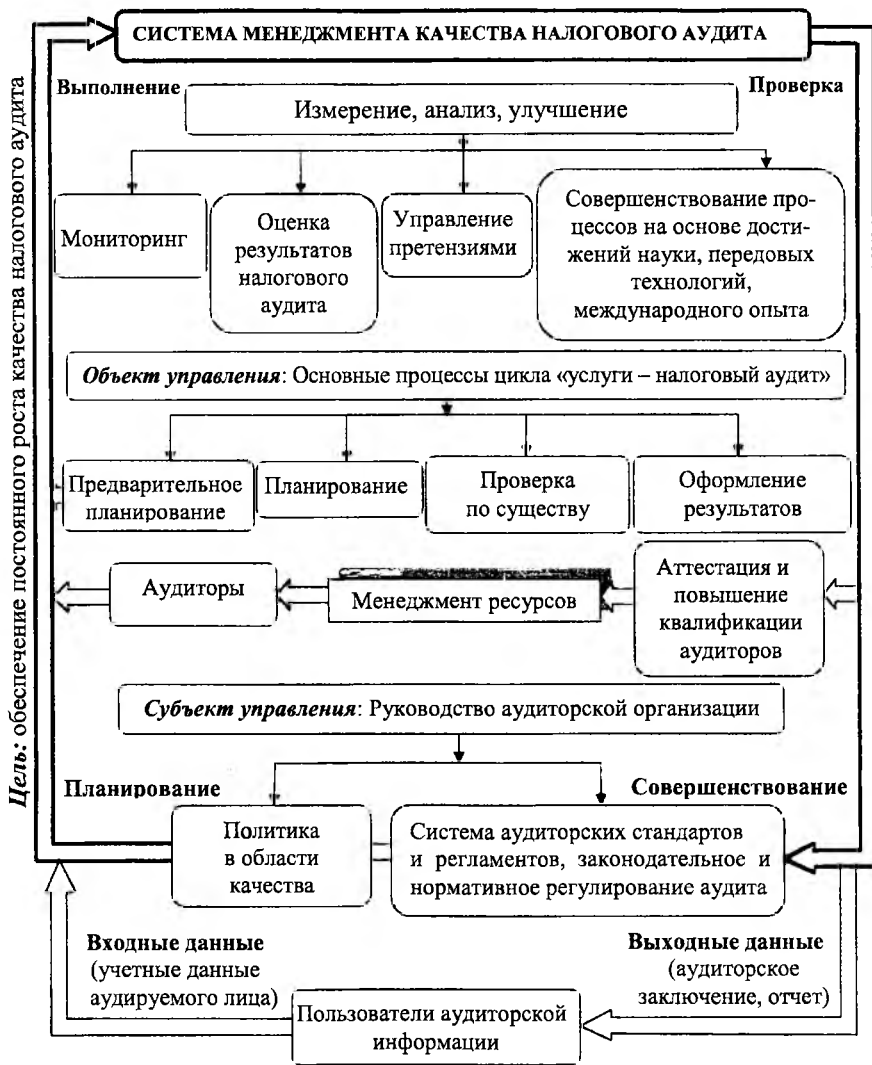 СИСТЕМА МЕНЕДЖМЕНТА КАЧЕСТВА НАЛОГОВОГО АУДИТА
Цель: обеспечение постоянного роста качества налогового аудита
Выполнение
Проверка
Измерение, анализ, улучшение
Мониторинг
Оценка
результатов
налогового
аудита
Управление
претензиями
Совершенствование про-
цессов на основе дости-
жений науки, передовых
технологий,
международного опыта
Объект управления: Основные процессы цикла «услуги – налоговый аудит»
Предварительное
планирование
Планирование
Проверка
по существу
Оформление
результатов
Аудиторы
Менеджмент ресурсов
Аттестация и
повышение
квалификации
аудиторов
Субъект управления: Руководство аудиторской организации
Планирование
Совершенствование
Политика
в области
качества
Система аудиторских стандартов
и регламентов, законодательное и
нормативное регулирование аудита
Входные данные
(учетные данные
аудируемого лица)
Выходные данные
(аудиторское
заключение, отчет)
Пользователи аудиторской
информации